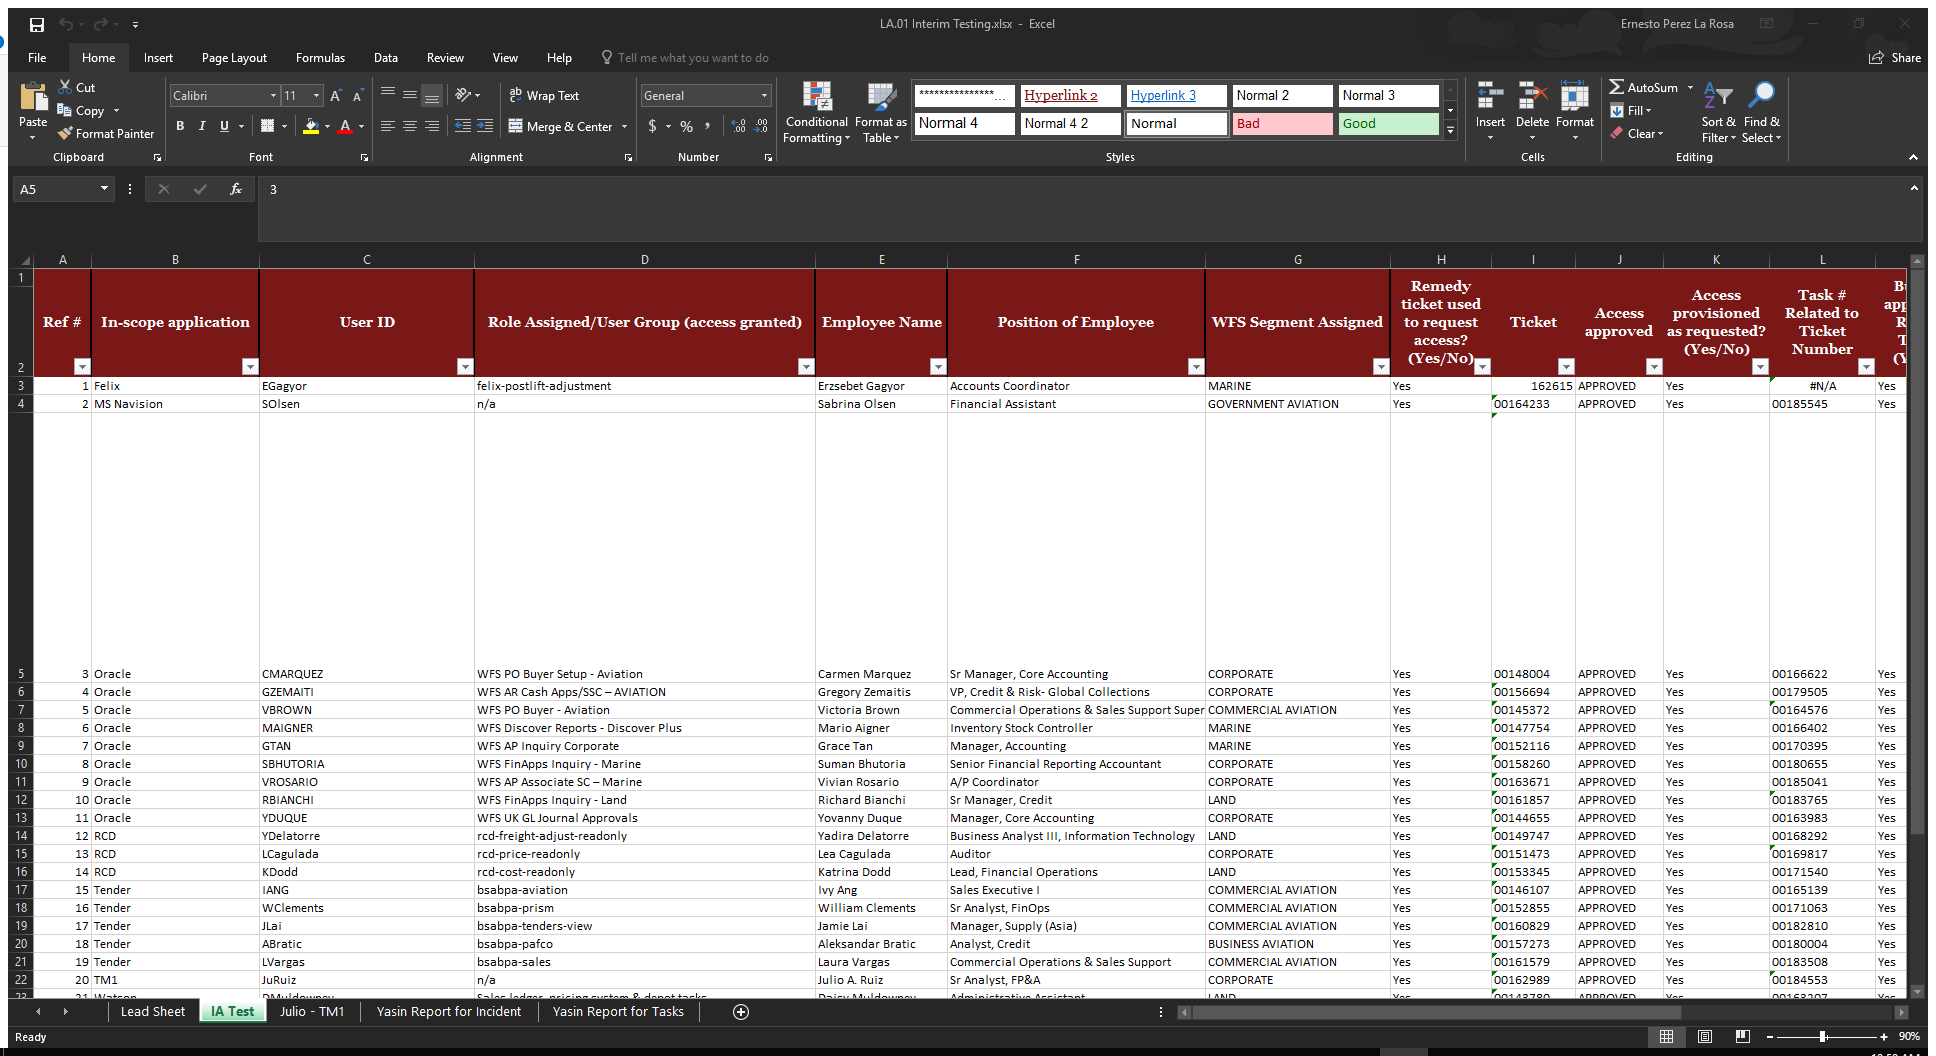 LA.01 Interim Testing.xlsx - Excel
Ernesto Perez La Rosa
File Home Insert Page Layout Formulas Data Review View Help Tell me what you want to do Share
Paste Cut Copy Format Painter
Clipboard
Calibri 11 A A
B I U A
Font
Wrap Text
Merge & Center
Alignment
General
$ % ,
Number
Conditional Formatting
Format as Table
***************... Hyperlink 2 Hyperlink 3 Normal 2 Normal 3
Normal 4 Normal 4 2 Normal Bad Good
Styles
Insert Delete Format
Cells
AutoSum Fill Clear Sort & Filter Find & Select
Editing
A5 fx 3
A B C D E F G H I J K L
1
2 Ref # In-scope application User ID Role Assigned/User Group (access granted) Employee Name Position of Employee WFS Segment Assigned Remedy ticket used to request access? (Yes/No) Ticket Access approved Access provisioned as requested? (Yes/No) Task # Related to Ticket Number
3 1 Felix EGagyor felix-postlift-adjustment Erzsebet Gagyor Accounts Coordinator MARINE Yes 162615 APPROVED Yes #N/A Yes
4 2 MS Navision SOlsen n/a Sabrina Olsen Financial Assistant GOVERNMENT AVIATION Yes 00164233 APPROVED Yes 00185545 Yes
5 3 Oracle CMARQUEZ WFS PO Buyer Setup - Aviation Carmen Marquez Sr Manager, Core Accounting CORPORATE Yes 00148004 APPROVED Yes 00166622 Yes
6 4 Oracle GZEMAITI WFS AR Cash Apps/SSC – AVIATION Gregory Zemaitis VP, Credit & Risk- Global Collections CORPORATE Yes 00156694 APPROVED Yes 00179505 Yes
7 5 Oracle VBROWN WFS PO Buyer - Aviation Victoria Brown Commercial Operations & Sales Support Super COMMERCIAL AVIATION Yes 00145372 APPROVED Yes 00164576 Yes
8 6 Oracle MAIGNER WFS Discover Reports - Discover Plus Mario Aigner Inventory Stock Controller MARINE Yes 00147754 APPROVED Yes 00166402 Yes
9 7 Oracle GTAN WFS AP Inquiry Corporate Grace Tan Manager, Accounting MARINE Yes 00152116 APPROVED Yes 00170395 Yes
10 8 Oracle SBHUTORIA WFS FinApps Inquiry - Marine Suman Bhutoria Senior Financial Reporting Accountant CORPORATE Yes 00158260 APPROVED Yes 00180655 Yes
11 9 Oracle VROSARIO WFS AP Associate SC – Marine Vivian Rosario A/P Coordinator CORPORATE Yes 00163671 APPROVED Yes 00185041 Yes
12 10 Oracle RBIANCHI WFS FinApps Inquiry - Land Richard Bianchi Sr Manager, Credit LAND Yes 00161857 APPROVED Yes 00183765 Yes
13 11 Oracle YDUQUE WFS UK GL Journal Approvals Yovanny Duque Manager, Core Accounting CORPORATE Yes 00144655 APPROVED Yes 00163983 Yes
14 12 RCD YDelatorre rcd-freight-adjust-readonly Yadira Delatorre Business Analyst III, Information Technology LAND Yes 00149747 APPROVED Yes 00168292 Yes
15 13 RCD LCagulada rcd-price-readonly Lea Cagulada Auditor CORPORATE Yes 00151473 APPROVED Yes 00169817 Yes
16 14 RCD KDodd rcd-cost-readonly Katrina Dodd Lead, Financial Operations LAND Yes 00153345 APPROVED Yes 00171540 Yes
17 15 Tender IANG bsabpa-aviation Ivy Ang Sales Executive I COMMERCIAL AVIATION Yes 00146107 APPROVED Yes 00165139 Yes
18 16 Tender WClements bsabpa-prism William Clements Sr Analyst, FinOps COMMERCIAL AVIATION Yes 00152855 APPROVED Yes 00171063 Yes
19 17 Tender JLai bsabpa-tenders-view Jamie Lai Manager, Supply (Asia) COMMERCIAL AVIATION Yes 00160829 APPROVED Yes 00182810 Yes
20 18 Tender ABratic bsabpa-pafco Aleksandar Bratic Analyst, Credit BUSINESS AVIATION Yes 00157273 APPROVED Yes 00180004 Yes
21 19 Tender LVargas bsabpa-sales Laura Vargas Commercial Operations & Sales Support COMMERCIAL AVIATION Yes 00161579 APPROVED Yes 00183508 Yes
22 20 TM1 JuRuiz n/a Julio A. Ruiz Sr Analyst, FP&A CORPORATE Yes 00162989 APPROVED Yes 00184553 Yes
Lead Sheet IA Test Julio - TM1 Yasin Report for Incident Yasin Report for Tasks
Ready 90%